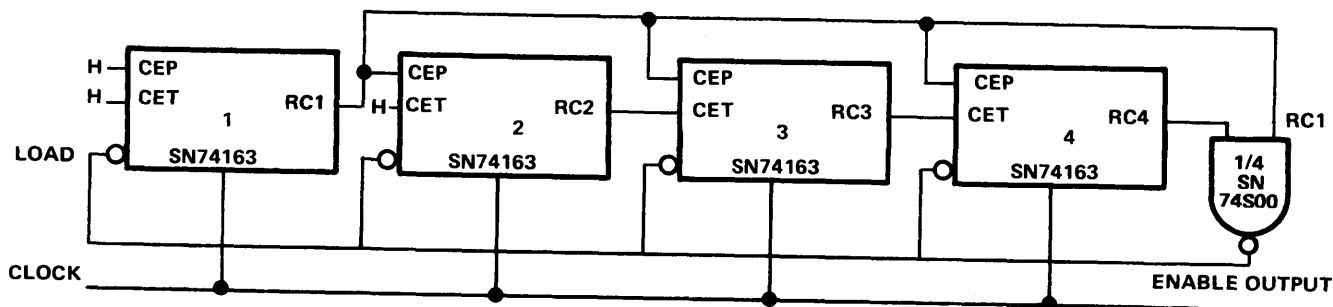 H CEP
H CET
RC1
1
SN74163
LOAD
CEP
H CET
RC2
2
SN74163
CEP
CET
RC3
3
SN74163
CEP
CET
RC4
4
SN74163
RC1
1/4
SN
74S00
CLOCK
ENABLE OUTPUT